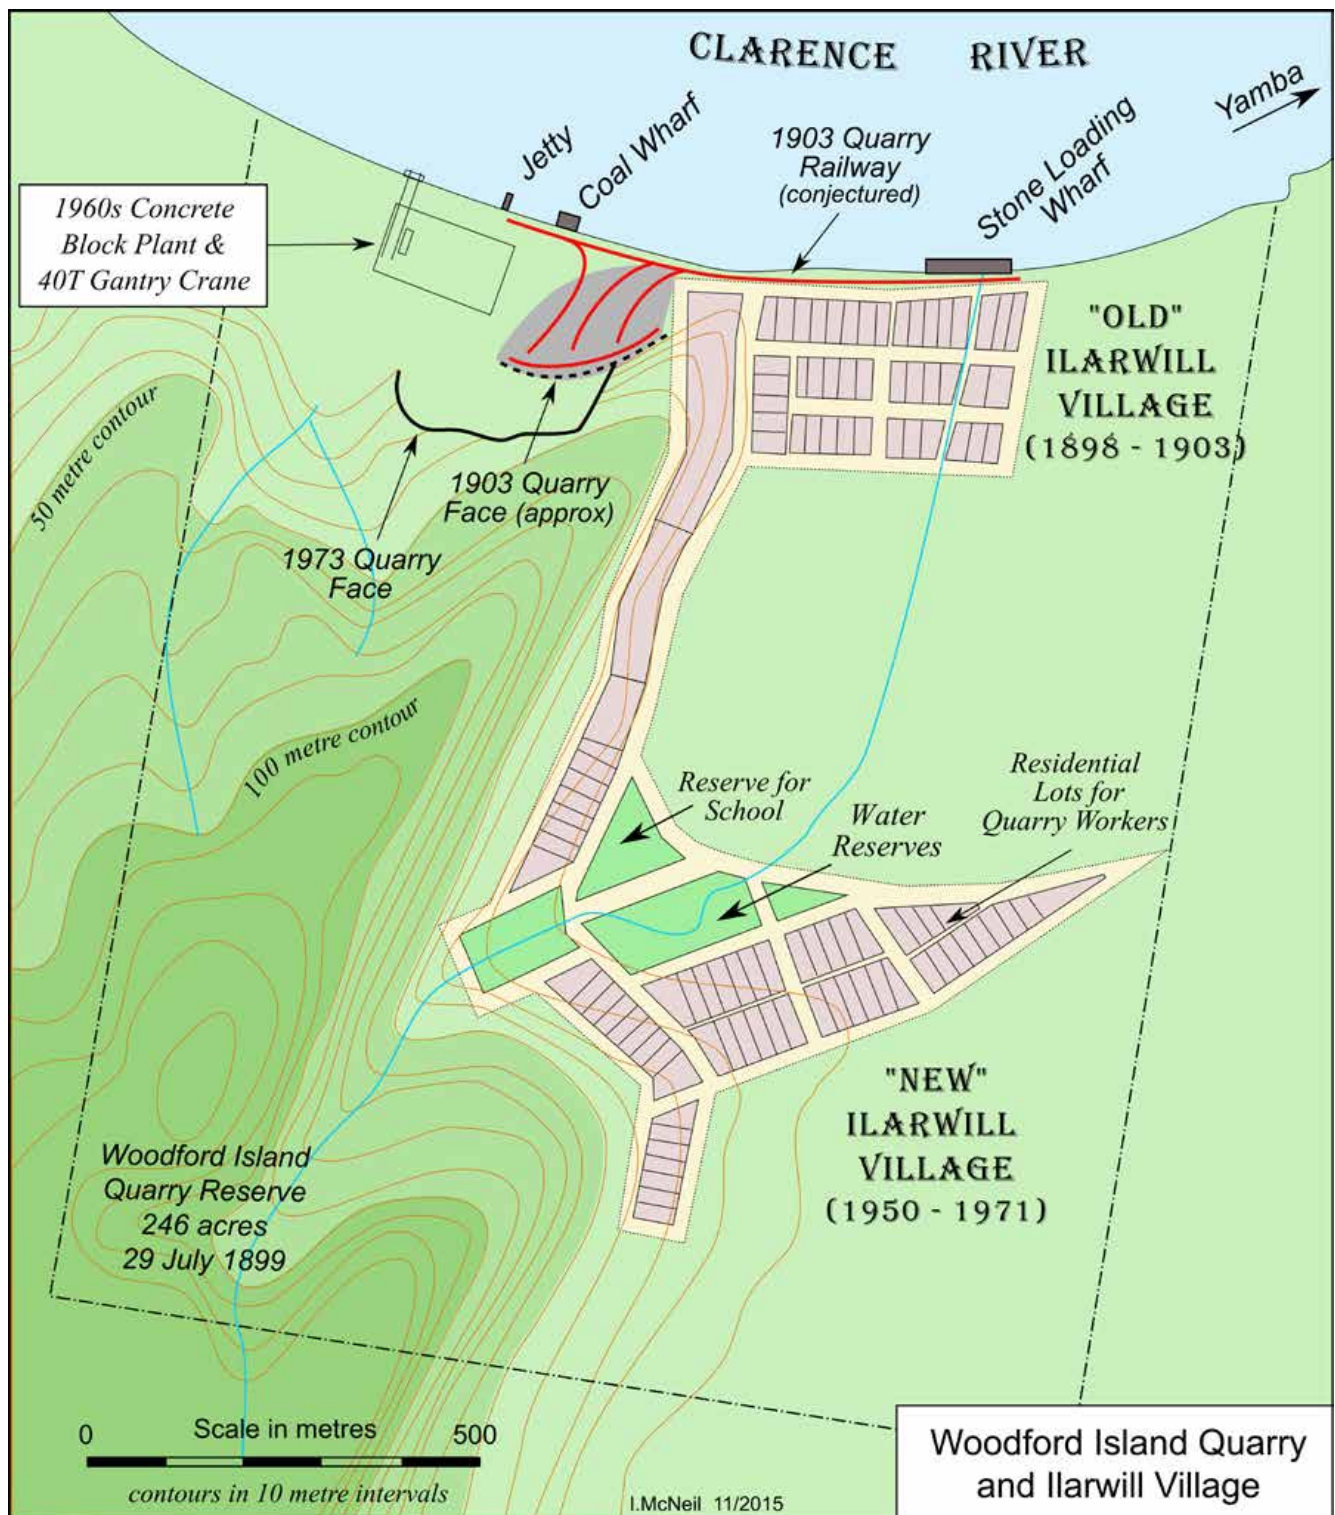 CLARENCE RIVER
Yamba
Jetty
Coal Wharf
1903 Quarry
Railway
(conjectured)
Stone Loading
Wharf
1960s Concrete
Block Plant &
40T Gantry Crane
"OLD"
ILARWILL
VILLAGE
(1898 - 1903)
50 metre contour
1903 Quarry
Face (approx)
1973 Quarry
Face
100 metre contour
Reserve for
School
Water
Reserves
Residential
Lots for
Quarry Workers
"NEW"
ILARWILL
VILLAGE
(1950 - 1971)
Woodford Island
Quarry Reserve
246 acres
29 July 1899
0 Scale in metres 500
contours in 10 metre intervals
I.McNeil 11/2015
Woodford Island Quarry
and Ilarwill Village